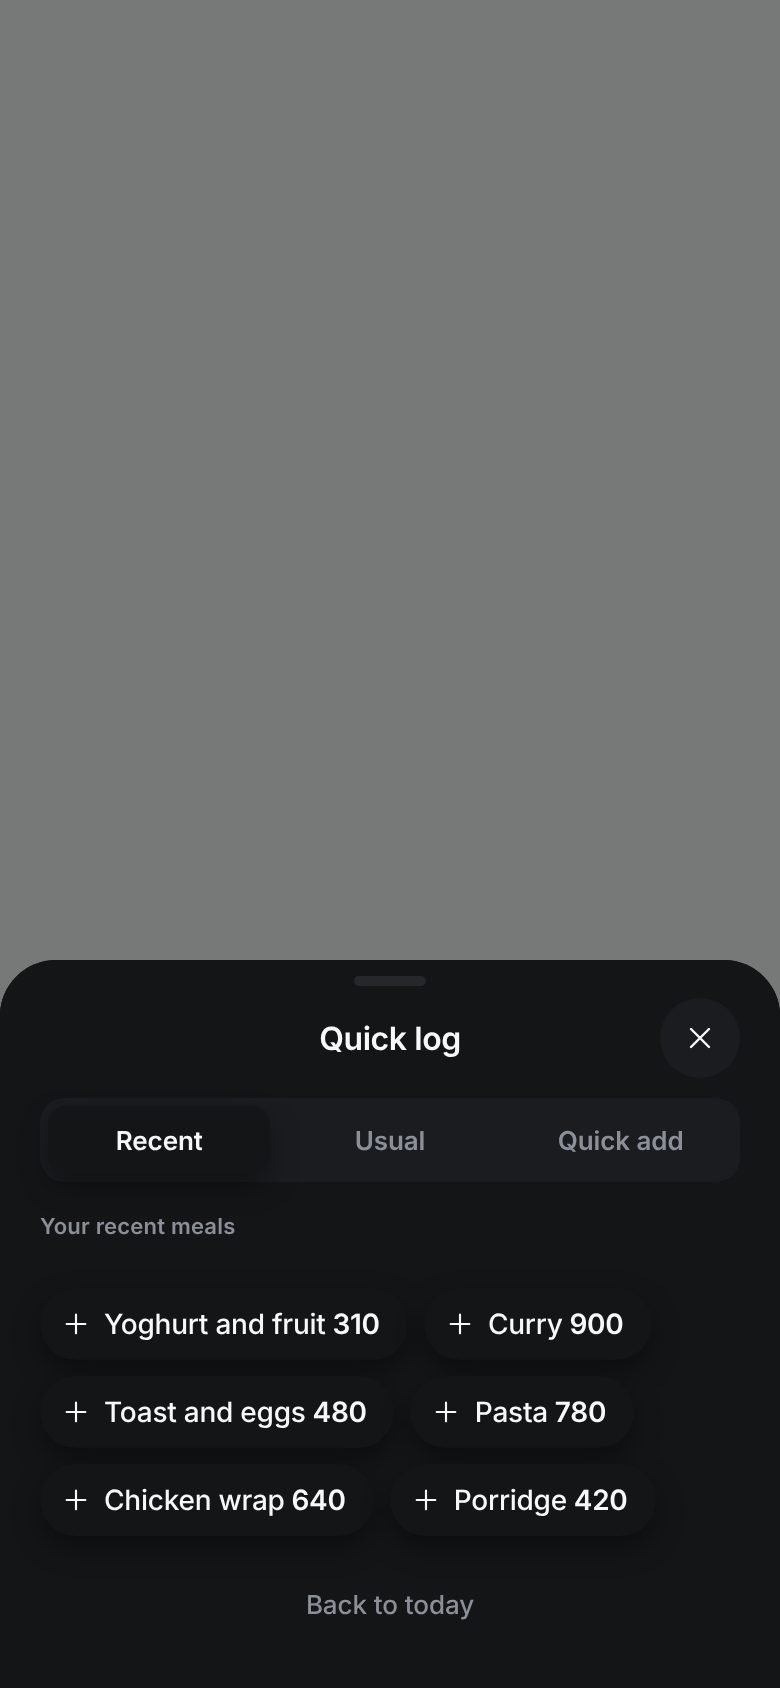 Quick log
Recent
Usual
Quick add
Your recent meals
Yoghurt and fruit 310
Curry 900
Toast and eggs 480
Pasta 780
Chicken wrap 640
Porridge 420
Back to today